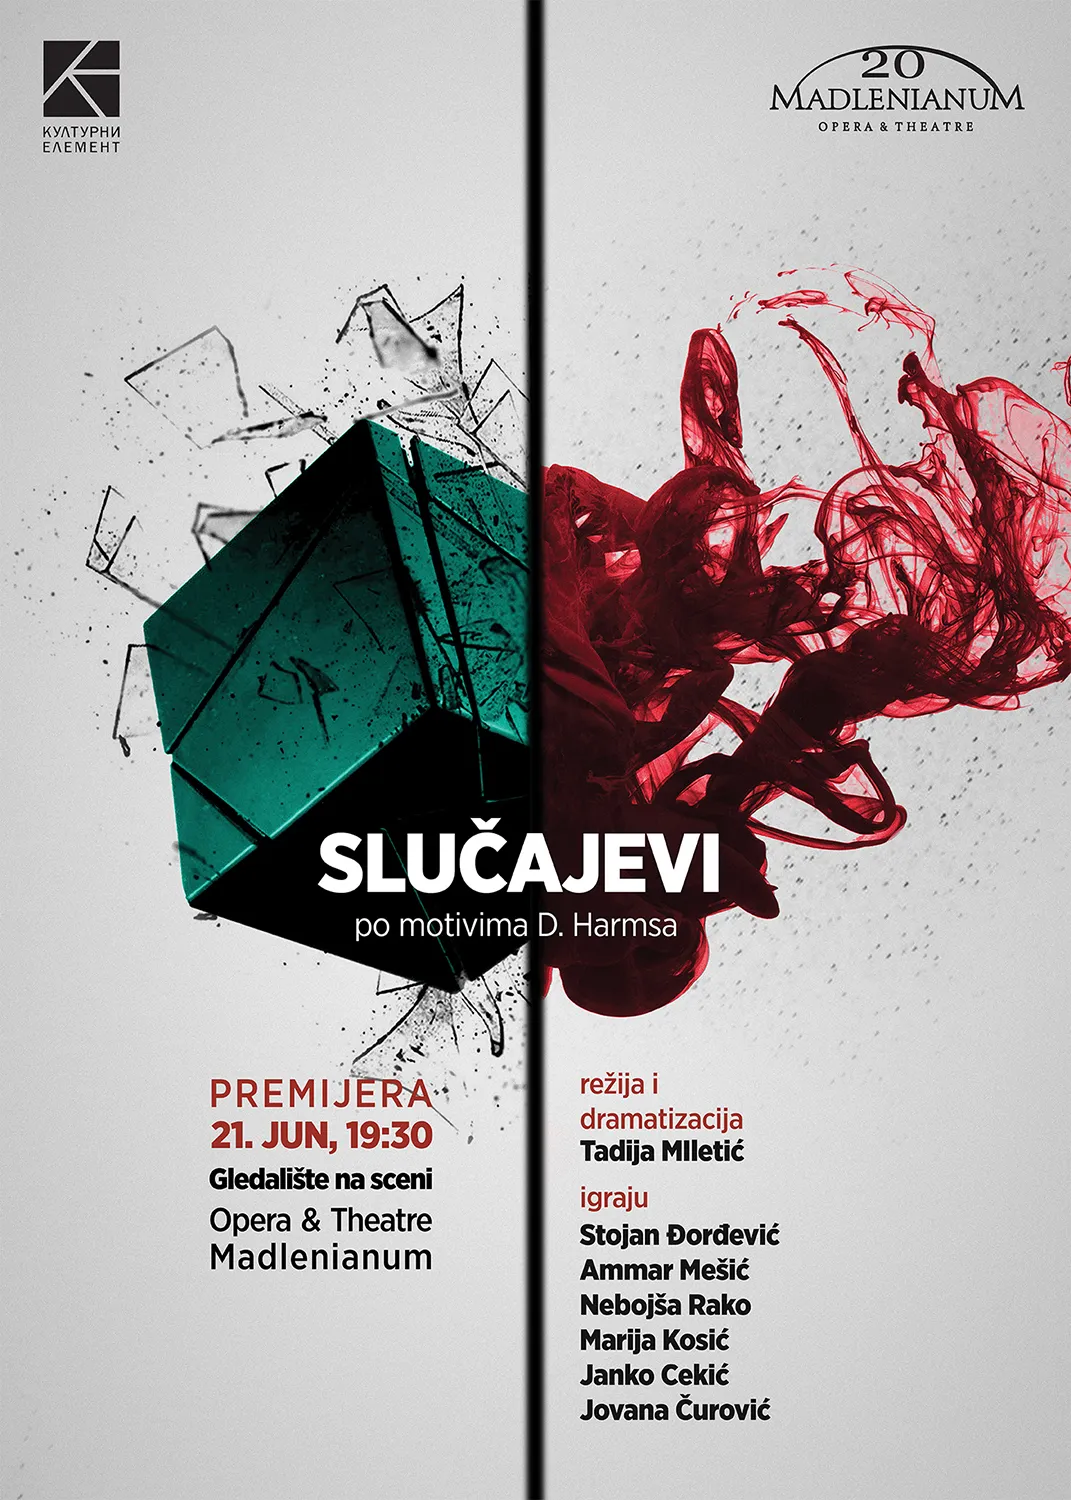 КУЛТУРНИ
ЕЛЕМЕНТ
20
MADLENIANUM
OPERA & THEATRE
SLUČAJEVI
po motivima D. Harmsa
PREMIJERA
21. JUN, 19:30
Gledalište na sceni
Opera & Theatre
Madlenianum
režija i
dramatizacija
Tadija MIletić
igraju
Stojan Đorđević
Ammar Mešić
Nebojša Rako
Marija Kosić
Janko Cekić
Jovana Čurović